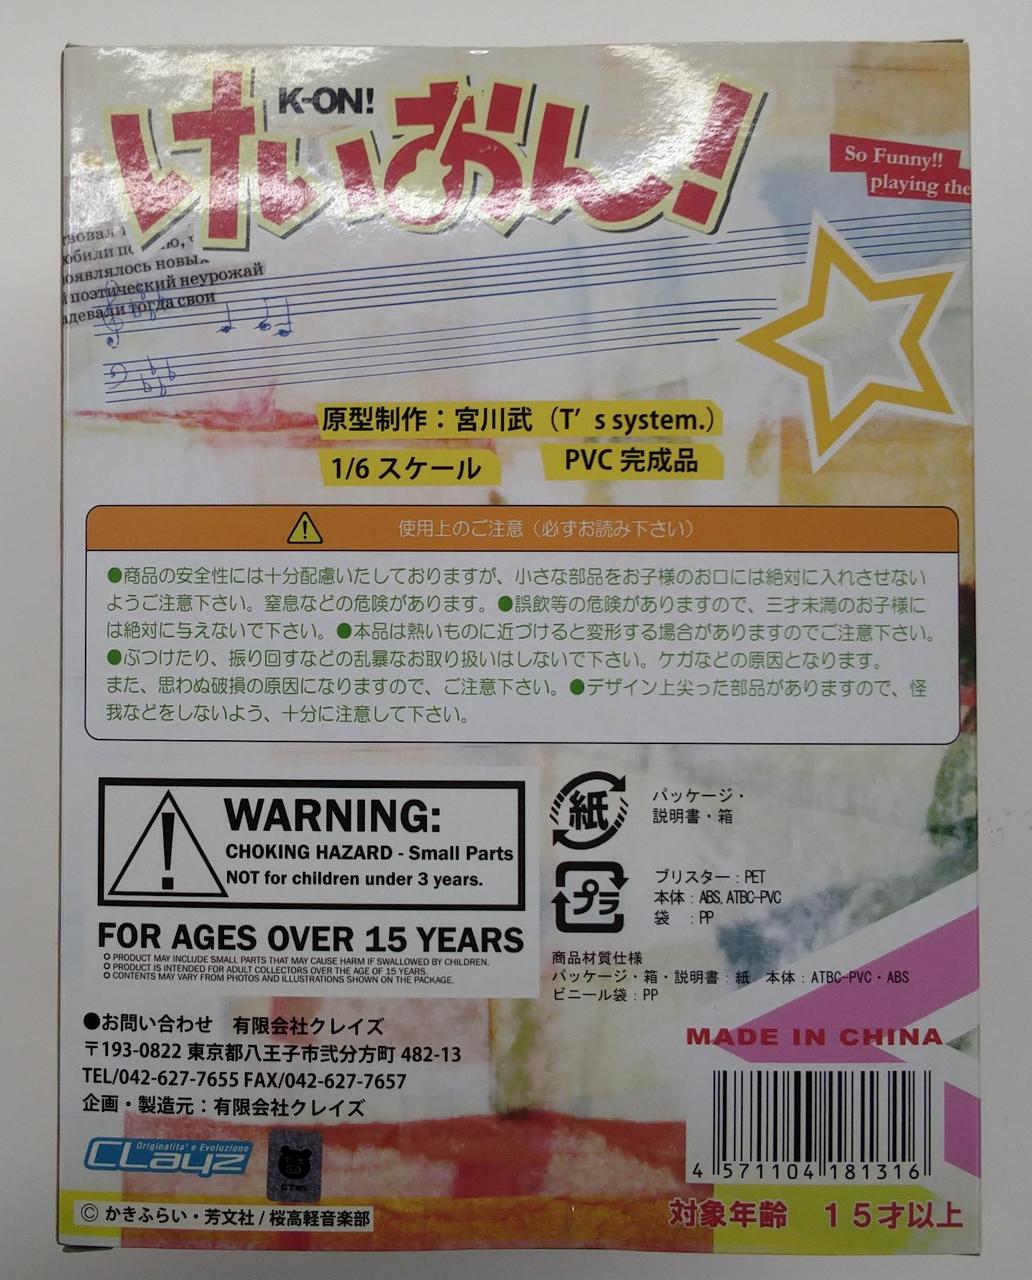 K-ON!
けいおん!
So Funny!!
playing the
ю, ч
появлялось новых
поэтический неурожай
адевали тогда свои
原型制作：宮川武（T's system.）
1/6 スケール
PVC 完成品
使用上のご注意（必ずお読み下さい）
●商品の安全性には十分配慮いたしておりますが、小さな部品をお子様のお口には絶対に入れさせない
ようご注意下さい。窒息などの危険があります。●誤飲等の危険がありますので、三才未満のお子様に
は絶対に与えないで下さい。●本品は熱いものに近づけると変形する場合がありますのでご注意下さい。
●ぶつけたり、振り回すなどの乱暴なお取り扱いはしないで下さい。ケガなどの原因となります。
また、思わぬ破損の原因になりますので、ご注意下さい。●デザイン上尖った部品がありますので、怪
我などをしないよう、十分に注意して下さい。
WARNING:
CHOKING HAZARD - Small Parts
NOT for children under 3 years.
FOR AGES OVER 15 YEARS
PRODUCT MAY INCLUDE SMALL PARTS THAT MAY CAUSE HARM IF SWALLOWED BY CHILDREN.
PRODUCT IS INTENDED FOR ADULT COLLECTORS OVER THE AGE OF 15 YEARS.
CONTENTS MAY VARY FROM PHOTOS AND ILLUSTRATIONS SHOWN ON THE PACKAGE.
紙
パッケージ・
説明書・箱
プラ
ブリスター：PET
本体：ABS, ATBC-PVC
袋　：PP
商品材質仕様
パッケージ・箱・説明書：紙　本体：ATBC-PVC・ABS
ビニール袋：PP
●お問い合わせ　有限会社クレイズ
〒193-0822 東京都八王子市弐分方町 482-13
TEL/042-627-7655 FAX/042-627-7657
企画・製造元：有限会社クレイズ
MADE IN CHINA
Originalita' e Evoluzione
CLayz
4 571104 181316
© かきふらい・芳文社 / 桜高軽音楽部
対象年齢　１５才以上